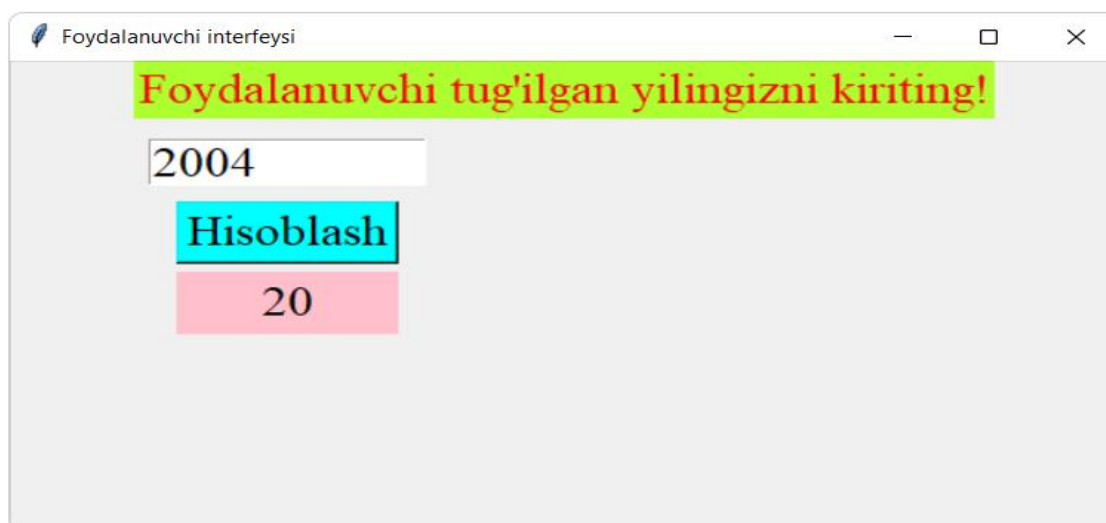 Foydalanuvchi interfeysi
Foydalanuvchi tug'ilgan yilingizni kiriting!
2004
Hisoblash
20